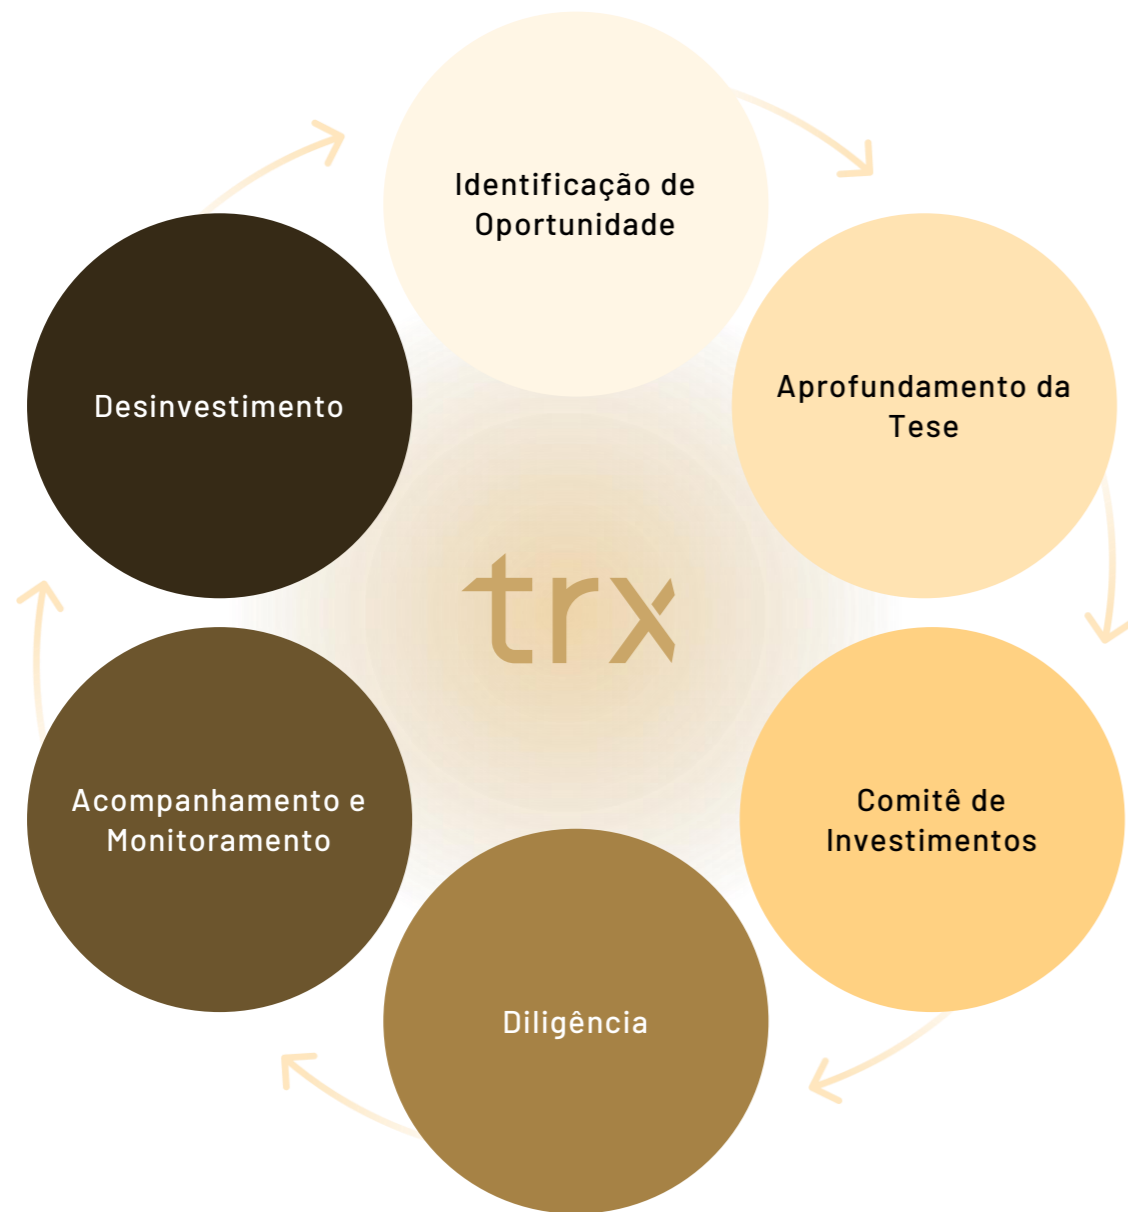 Identificação de
Oportunidade
Aprofundamento da
Tese
Comitê de
Investimentos
Diligência
Acompanhamento e
Monitoramento
Desinvestimento
trx